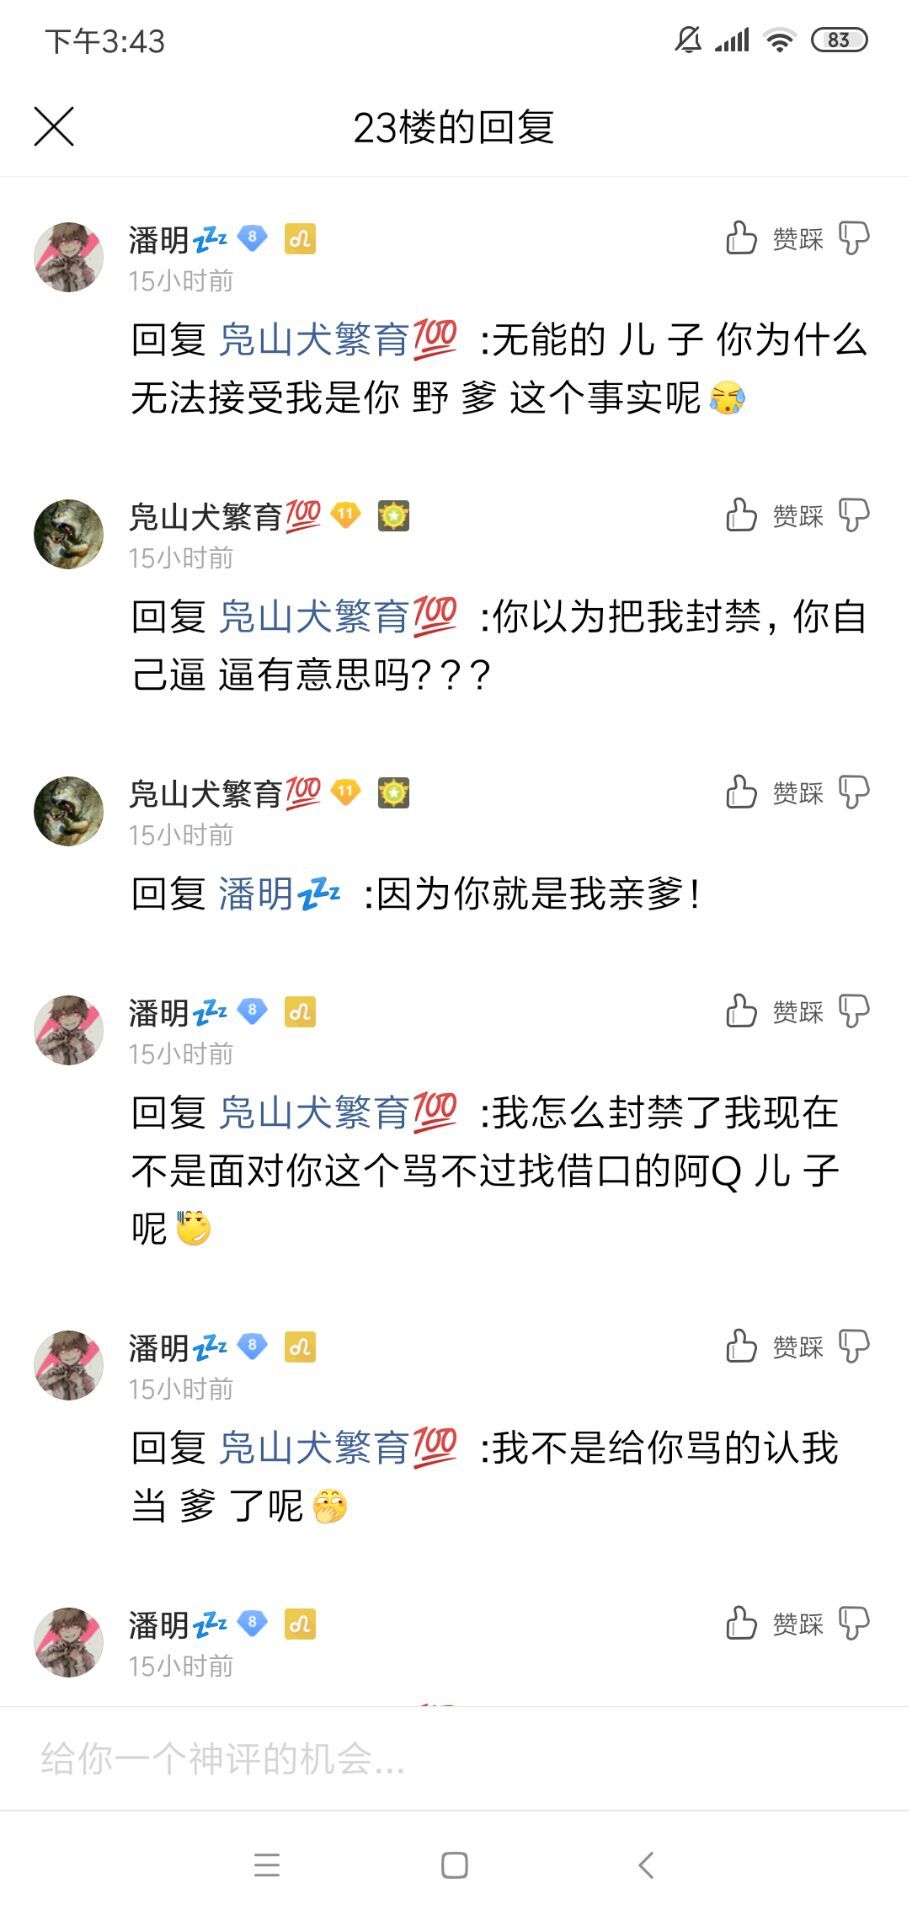 下午3:43
83
23楼的回复
潘明💤 8
赞踩
15小时前
回复 凫山犬繁育💯 :无能的 儿 子 你为什么
无法接受我是你 野 爹 这个事实呢
凫山犬繁育💯 11
赞踩
15小时前
回复 凫山犬繁育💯 :你以为把我封禁，你自
己逼 逼有意思吗？？？
凫山犬繁育💯 11
赞踩
15小时前
回复 潘明💤 :因为你就是我亲爹！
潘明💤 8
赞踩
15小时前
回复 凫山犬繁育💯 :我怎么封禁了我现在
不是面对你这个骂不过找借口的阿Q 儿 子
呢
潘明💤 8
赞踩
15小时前
回复 凫山犬繁育💯 :我不是给你骂的认我
当 爹 了呢
潘明💤 8
赞踩
15小时前
给你一个神评的机会...